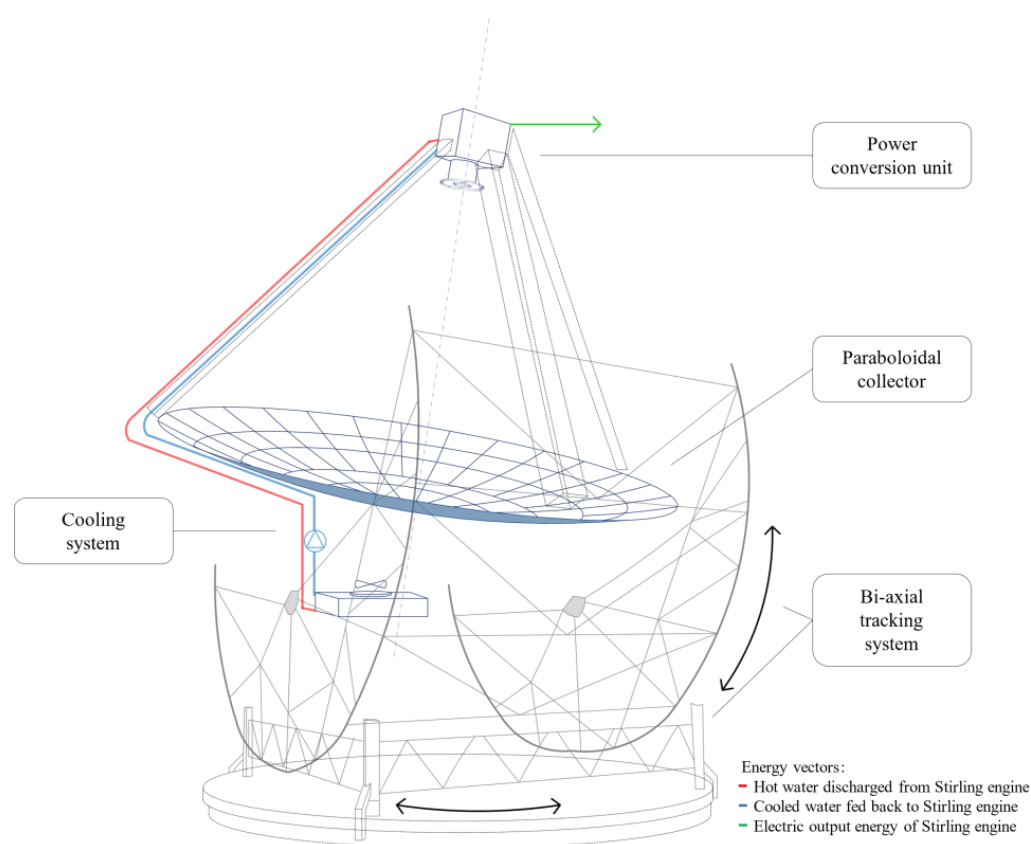 Power
conversion unit
Paraboloidal
collector
Cooling
system
Bi-axial
tracking
system
Energy vectors:
Hot water discharged from Stirling engine
Cooled water fed back to Stirling engine
Electric output energy of Stirling engine